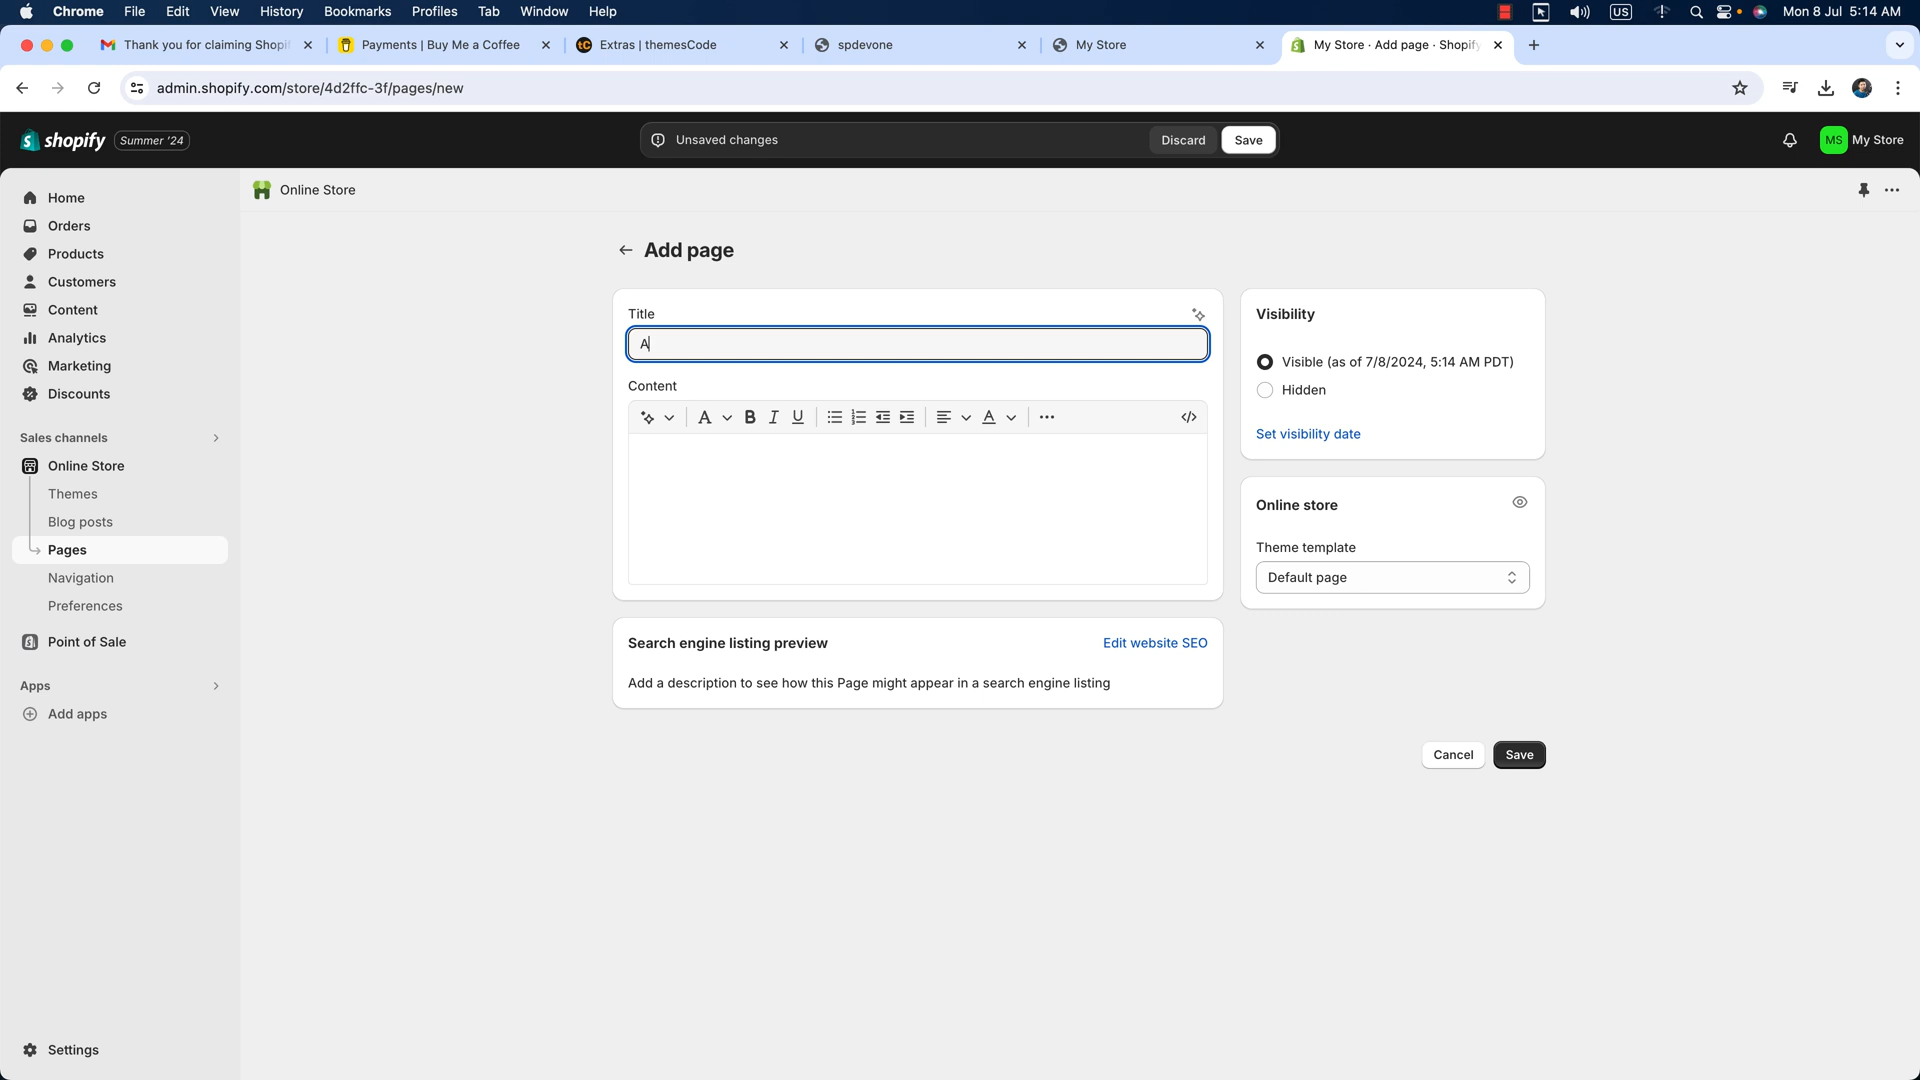 Chrome File Edit View History Bookmarks Profiles Tab Window Help US Mon 8 Jul 5:14 AM
Thank you for claiming Shopif Payments | Buy Me a Coffee tC Extras | themesCode spdevone My Store My Store · Add page · Shopify
admin.shopify.com/store/4d2ffc-3f/pages/new
shopify Summer '24 Unsaved changes Discard Save MS My Store
Online Store
Home
Orders
Products
Customers
Content
Analytics
Marketing
Discounts
Sales channels
Online Store
Themes
Blog posts
Pages
Navigation
Preferences
Point of Sale
Apps
Add apps
Settings
Add page
Title
A
Content
A B I U A
Search engine listing preview Edit website SEO
Add a description to see how this Page might appear in a search engine listing
Visibility
Visible (as of 7/8/2024, 5:14 AM PDT)
Hidden
Set visibility date
Online store
Theme template
Default page
Cancel Save